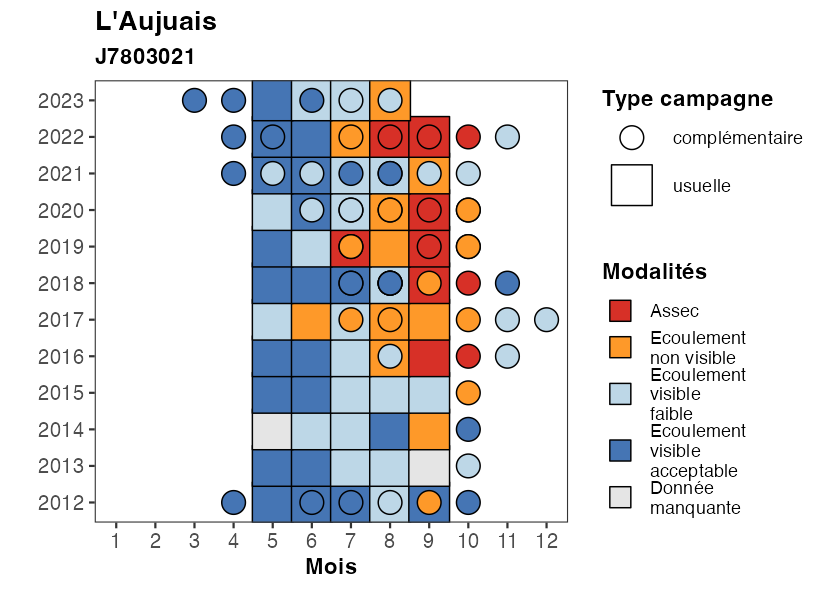 L'Aujuais
J7803021
2023
2022
2021
2020
2019
2018
2017
2016
2015
2014
2013
2012
1 2 3 4 5 6 7 8 9 10 11 12
Mois
Type campagne
complémentaire
usuelle
Modalités
Assec
Ecoulement
non visible
Ecoulement
visible
faible
Ecoulement
visible
acceptable
Donnée
manquante